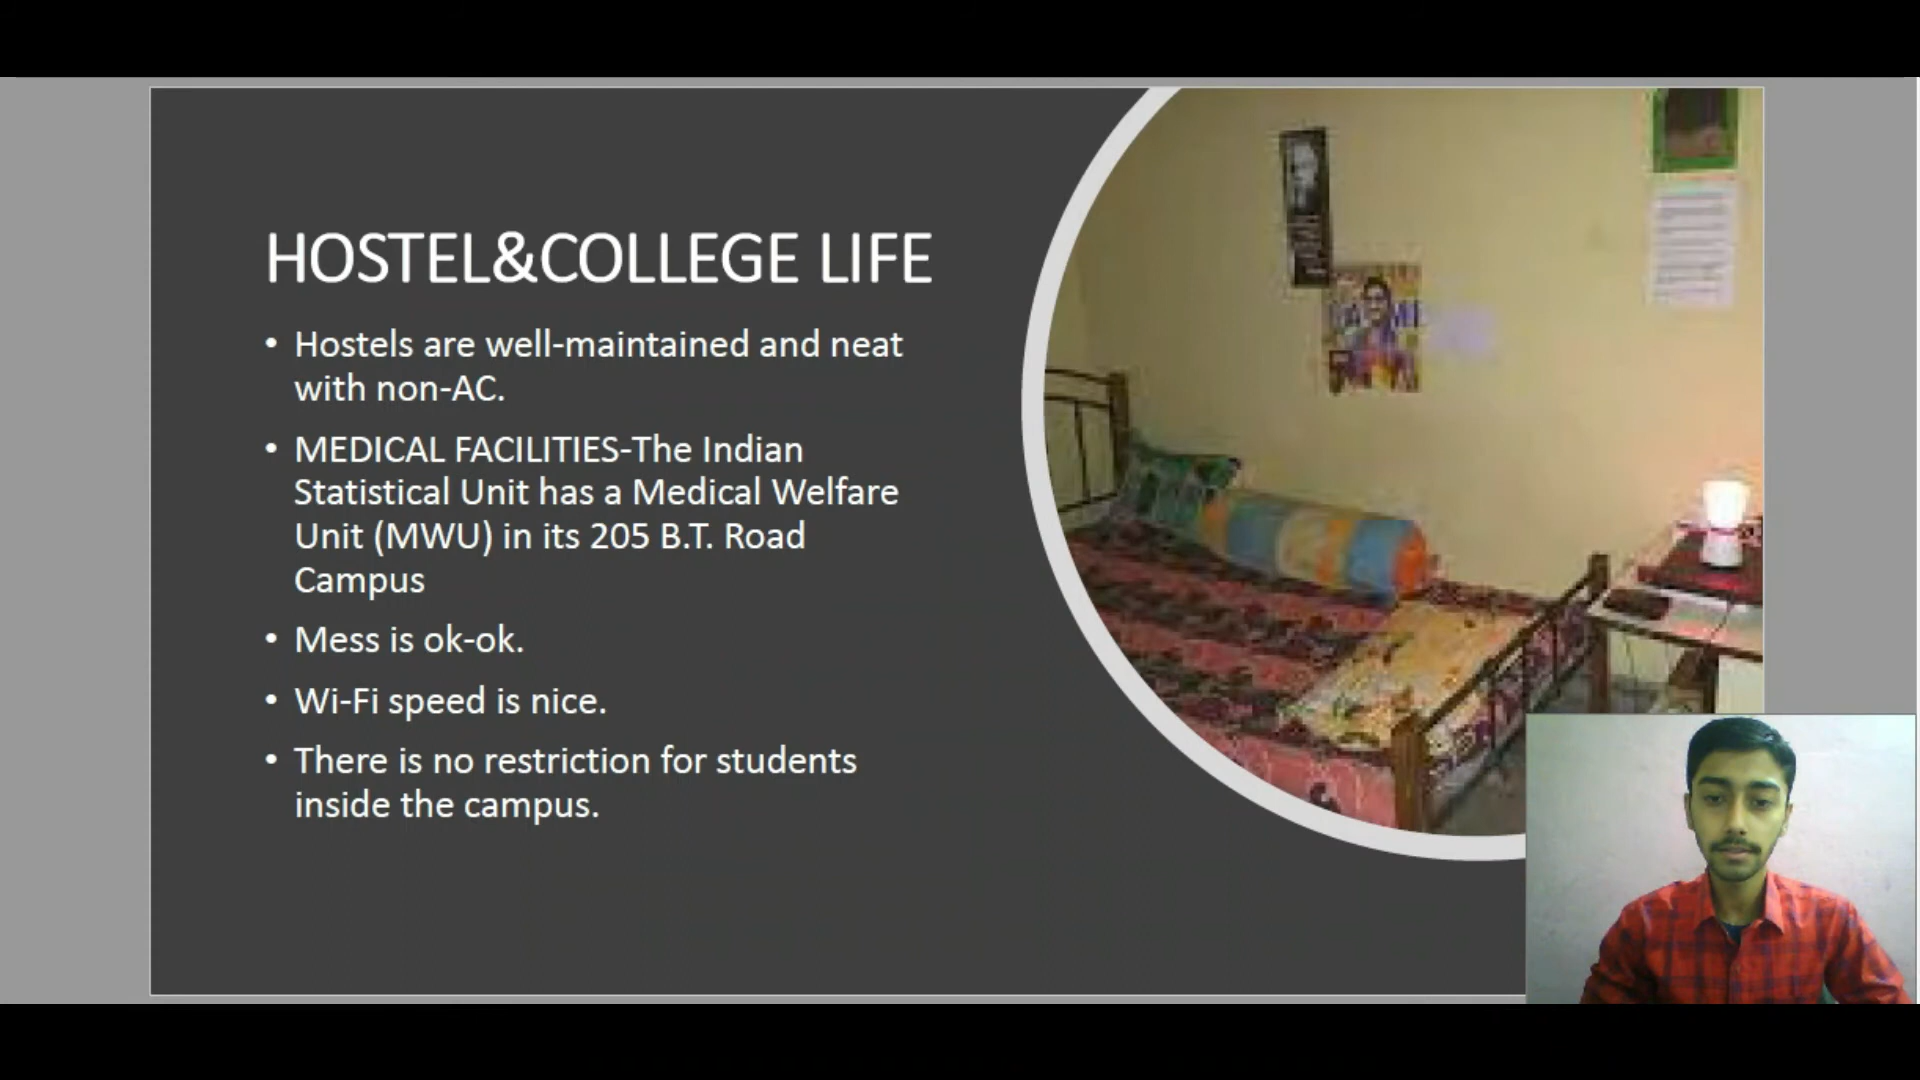 HOSTEL&COLLEGE LIFE
• Hostels are well-maintained and neat
with non-AC.
• MEDICAL FACILITIES-The Indian
Statistical Unit has a Medical Welfare
Unit (MWU) in its 205 B.T. Road
Campus
• Mess is ok-ok.
• Wi-Fi speed is nice.
• There is no restriction for students
inside the campus.